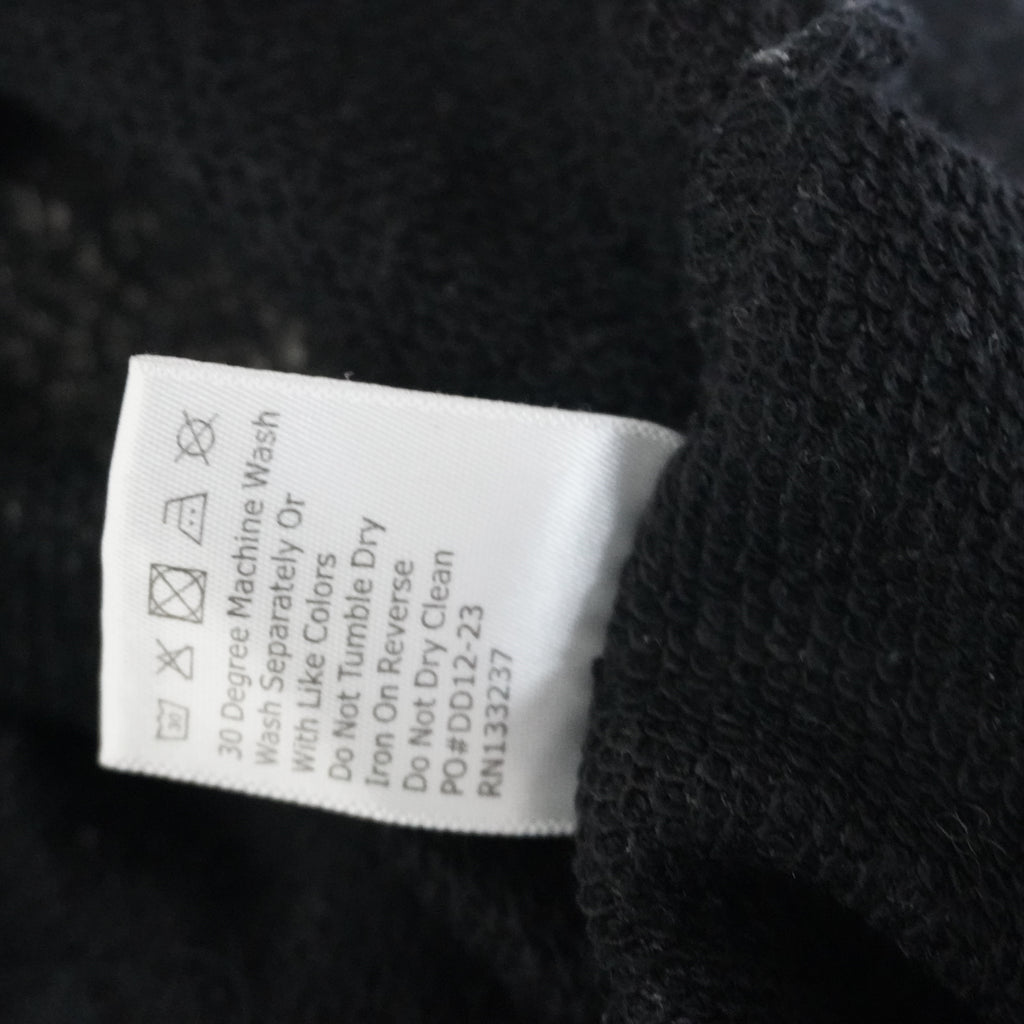 30
30 Degree Machine Wash
Wash Separately Or
With Like Colors
Do Not Tumble Dry
Iron On Reverse
Do Not Dry Clean
PO#DD12-23
RN133237